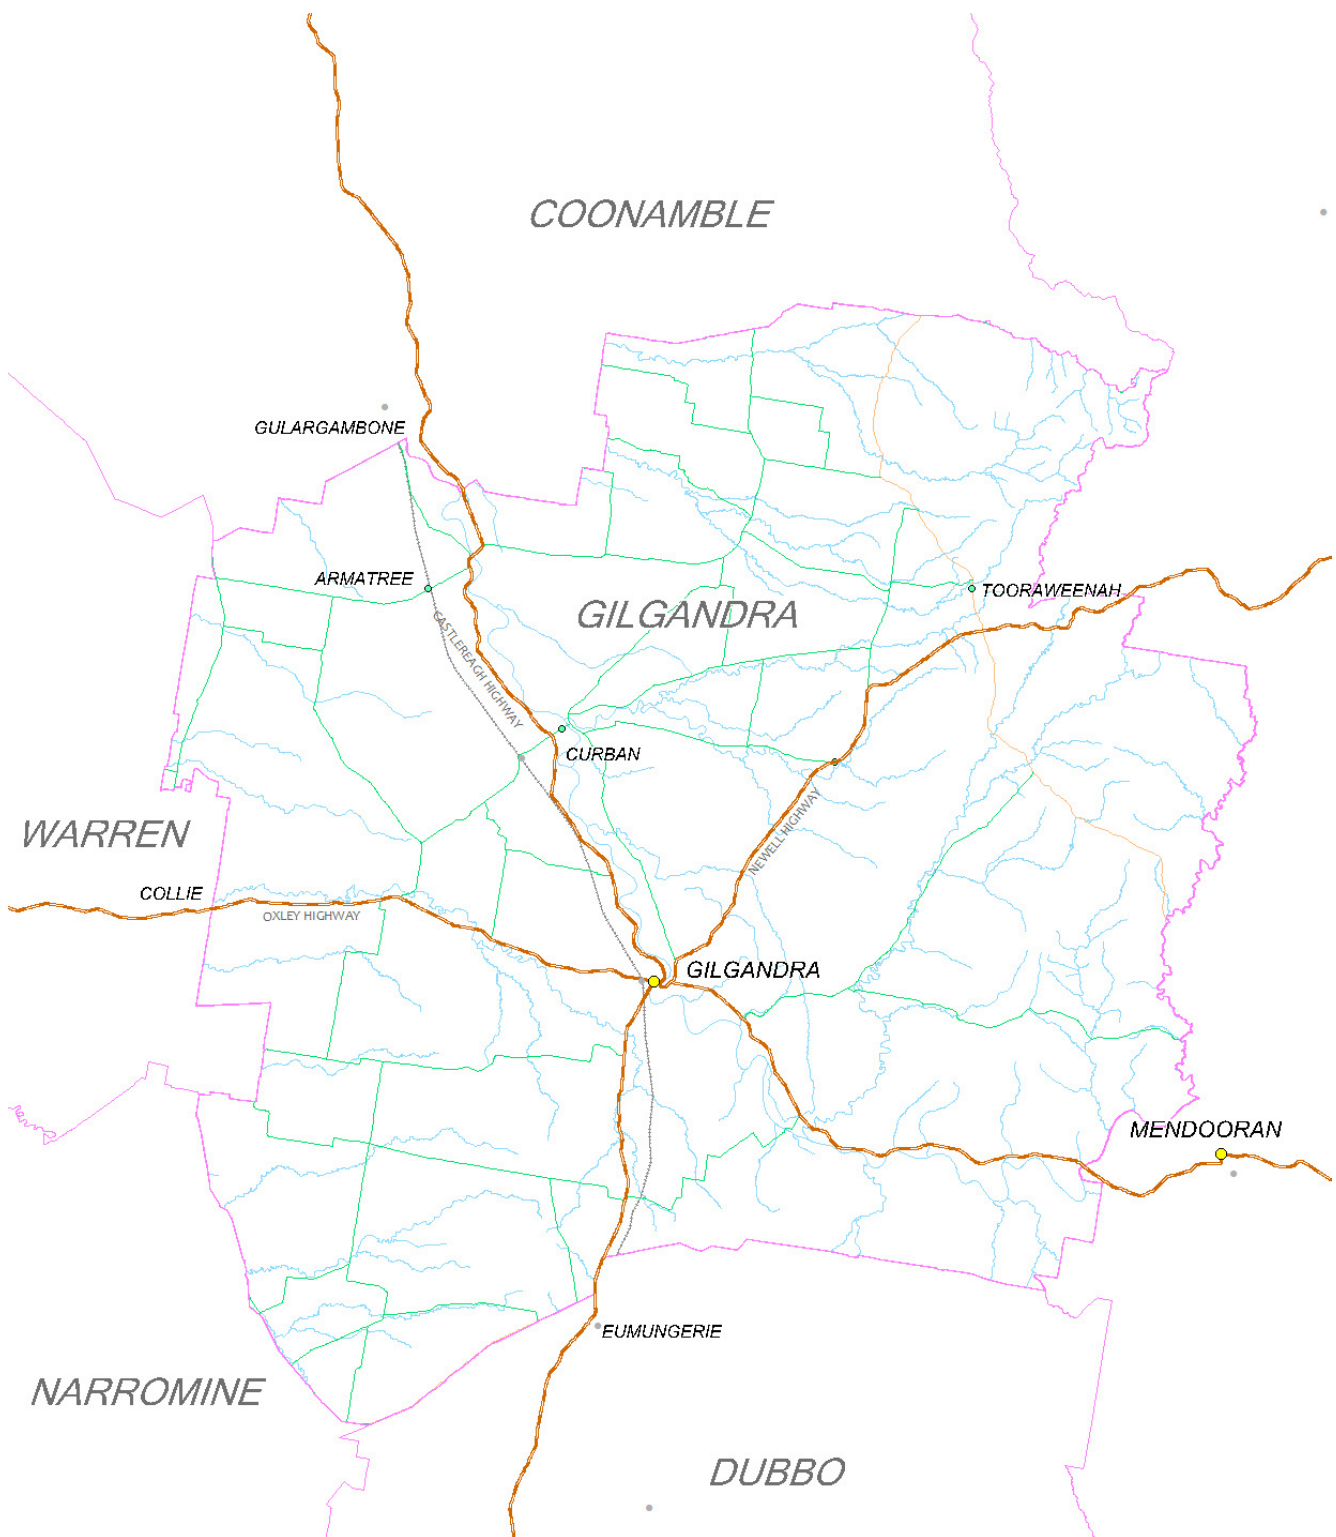 COONAMBLE
GULARGAMBONE
ARMATREE
TOORAWEENAH
GILGANDRA
CASTLEREAGH HIGHWAY
CURBAN
NEWELL HIGHWAY
WARREN
COLLIE
OXLEY HIGHWAY
GILGANDRA
MENDOORAN
EUMUNGERIE
NARROMINE
DUBBO